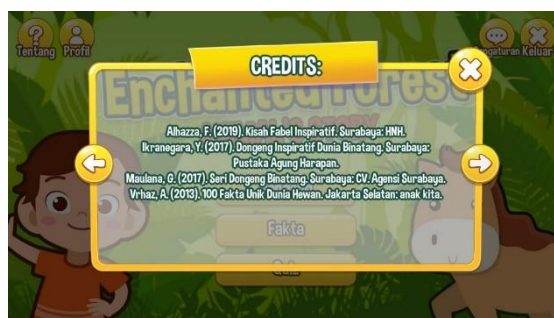 Tentang
Profil
Keluar
CREDITS:
Enchanted Forest
Alhazza, F. (2019). Kisah Fabel Inspiratif. Surabaya: HNH.
Ikranegara, Y. (2017). Dongeng Inspiratif Dunia Binatang. Surabaya:
Pustaka Agung Harapan.
Maulana, G. (2017). Seri Dongeng Binatang. Surabaya: CV. Agensi Surabaya.
Vrhaz, A. (2013). 100 Fakta Unik Dunia Hewan. Jakarta Selatan: anak kita.
Fakta